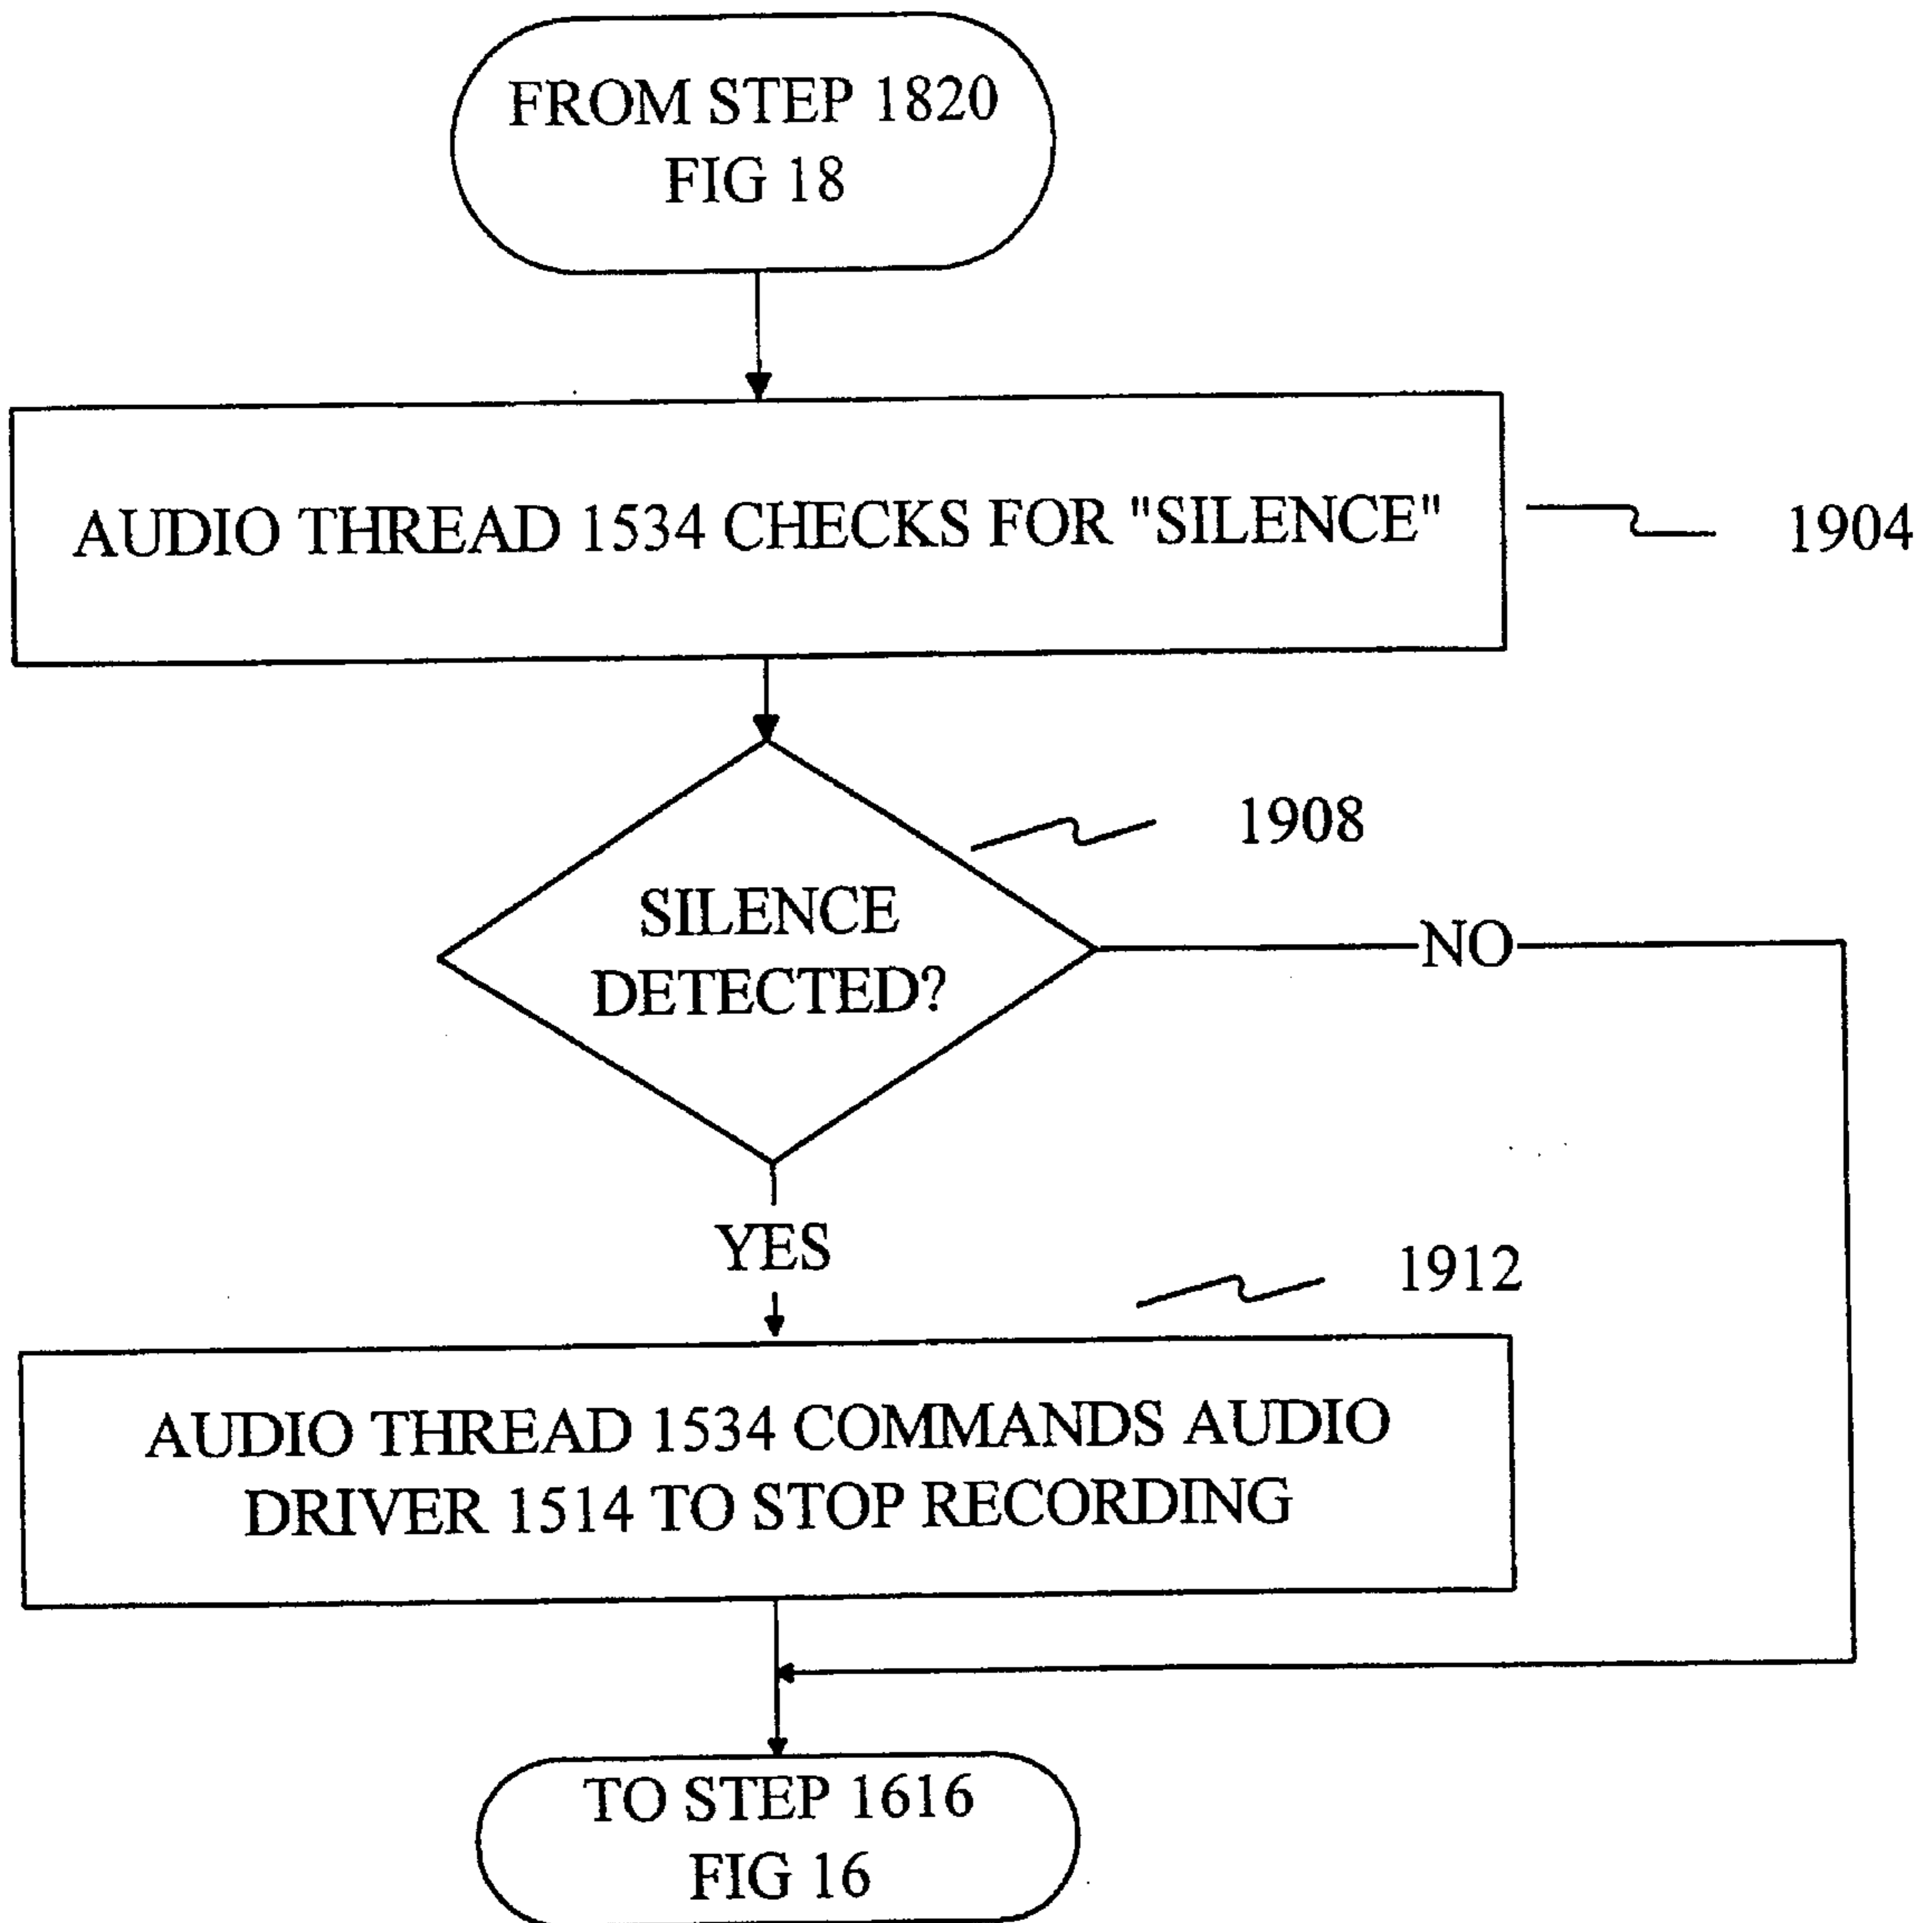 FROM STEP 1820
FIG 18
AUDIO THREAD 1534 CHECKS FOR "SILENCE"
1904
1908
SILENCE
DETECTED?
NO
YES
1912
AUDIO THREAD 1534 COMMANDS AUDIO
DRIVER 1514 TO STOP RECORDING
TO STEP 1616
FIG 16